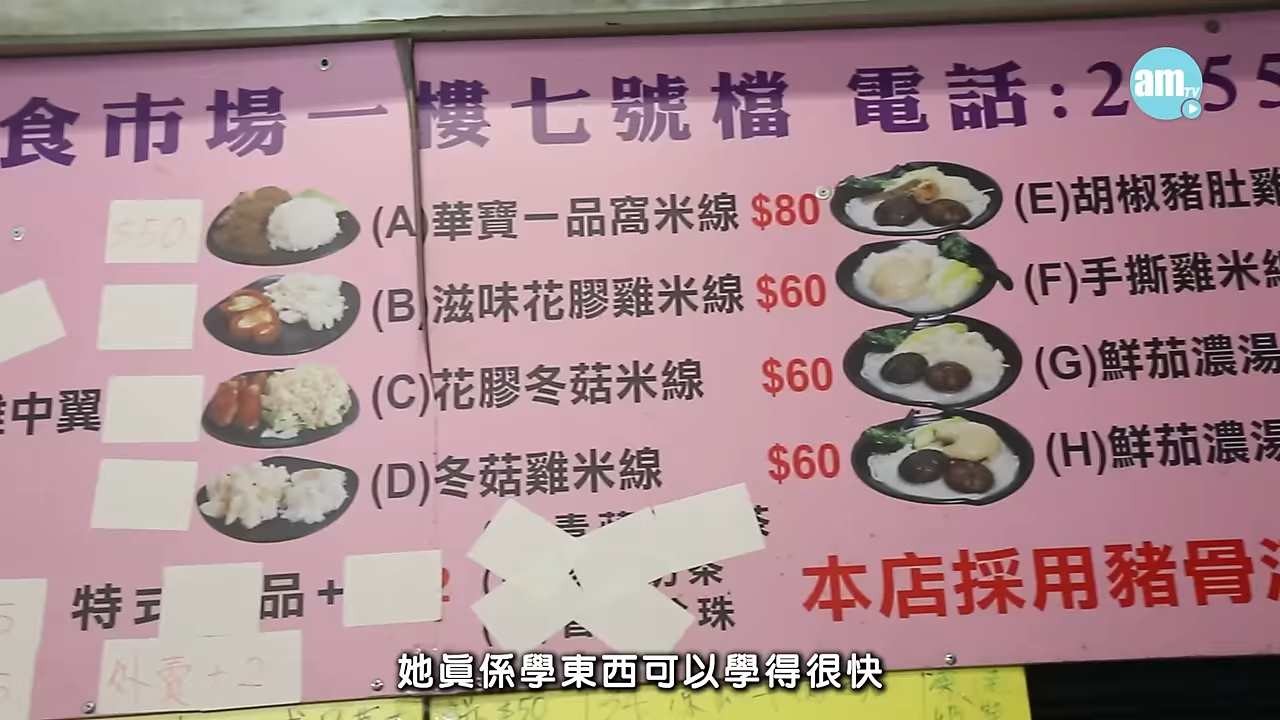 食市場一樓七號檔 電話:2 55
am TV
$50
(A)華寶一品窩米線 $80
(E)胡椒豬肚雞
(B)滋味花膠雞米線 $60
(F)手撕雞米線
中翼
(C)花膠冬菇米線 $60
(G)鮮茄濃湯
(D)冬菇雞米線 $60
(H)鮮茄濃湯
特式 品+ 2
珠
本店採用豬骨
外賣+2
她真係學東西可以學得很快
$50